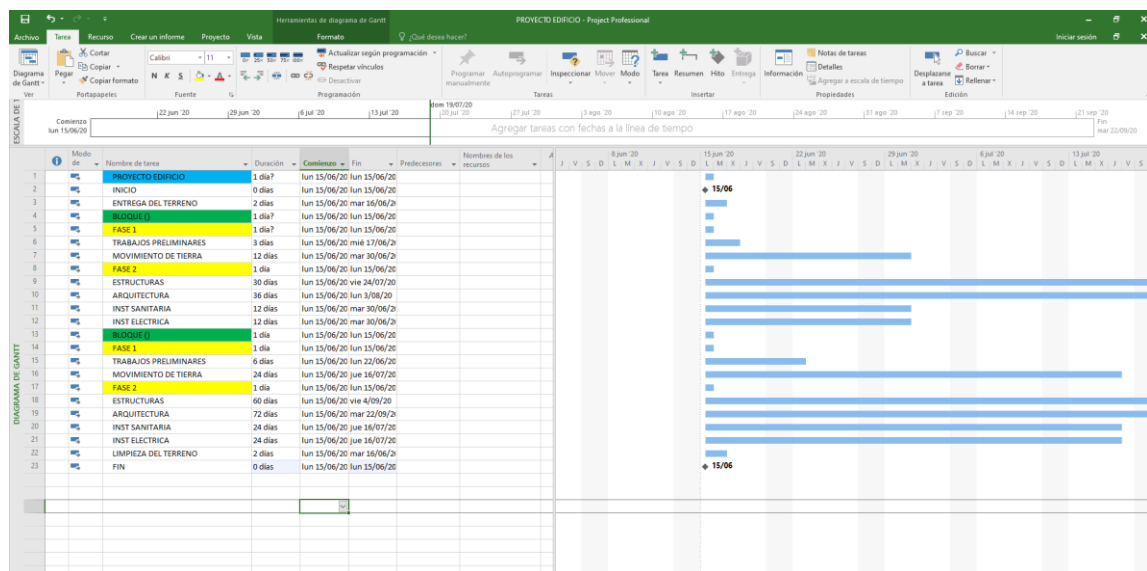 Herramientas de diagrama de Gantt
PROYECTO EDIFICIO - Project Professional
Archivo Tarea Recurso Crear un informe Proyecto Vista Formato ¿Qué desea hacer? Iniciar sesión
Diagrama de Gantt
Ver
Pegar
Cortar
Copiar
Copiar formato
Portapapeles
Calibri 11
N K S
Fuente
0% 25% 50% 75% 100%
Actualizar según programación
Respetar vínculos
Desactivar
Programación
Programar manualmente
Autoprogramar
Inspeccionar
Mover
Modo
Tareas
Tarea
Resumen
Hito
Entrega
Insertar
Información
Notas de tareas
Detalles
Agregar a escala de tiempo
Propiedades
Desplazarse a tarea
Buscar
Borrar
Rellenar
Edición
ESCALA DE T
dom 19/07/20
22 jun '20 29 jun '20 6 jul '20 13 jul '20 20 jul '20 27 jul '20 3 ago '20 10 ago '20 17 ago '20 24 ago '20 31 ago '20 7 sep '20 14 sep '20 21 sep '20
Comienzo
lun 15/06/20
Agregar tareas con fechas a la línea de tiempo
Fin
mar 22/09/20
DIAGRAMA DE GANTT
Modo de Nombre de tarea Duración Comienzo Fin Predecesoras Nombres de los recursos A
8 jun '20 15 jun '20 22 jun '20 29 jun '20 6 jul '20 13 jul '20
J V S D L M X J V S D L M X J V S D L M X J V S D L M X J V S D L M X J V S D L M X J V S
1 PROYECTO EDIFICIO 1 día? lun 15/06/20 lun 15/06/20
2 INICIO 0 días lun 15/06/20 lun 15/06/20 15/06
3 ENTREGA DEL TERRENO 2 días lun 15/06/20 mar 16/06/2
4 BLOQUE () 1 día? lun 15/06/20 lun 15/06/20
5 FASE 1 1 día? lun 15/06/20 lun 15/06/20
6 TRABAJOS PRELIMINARES 3 días lun 15/06/20 mié 17/06/2
7 MOVIMIENTO DE TIERRA 12 días lun 15/06/20 mar 30/06/2
8 FASE 2 1 día lun 15/06/20 lun 15/06/20
9 ESTRUCTURAS 30 días lun 15/06/20 vie 24/07/20
10 ARQUITECTURA 36 días lun 15/06/20 lun 3/08/20
11 INST SANITARIA 12 días lun 15/06/20 mar 30/06/2
12 INST ELECTRICA 12 días lun 15/06/20 mar 30/06/2
13 BLOQUE () 1 día lun 15/06/20 lun 15/06/20
14 FASE 1 1 día lun 15/06/20 lun 15/06/20
15 TRABAJOS PRELIMINARES 6 días lun 15/06/20 lun 22/06/20
16 MOVIMIENTO DE TIERRA 24 días lun 15/06/20 jue 16/07/20
17 FASE 2 1 día lun 15/06/20 lun 15/06/20
18 ESTRUCTURAS 60 días lun 15/06/20 vie 4/09/20
19 ARQUITECTURA 72 días lun 15/06/20 mar 22/09/2
20 INST SANITARIA 24 días lun 15/06/20 jue 16/07/20
21 INST ELECTRICA 24 días lun 15/06/20 jue 16/07/20
22 LIMPIEZA DEL TERRENO 2 días lun 15/06/20 mar 16/06/2
23 FIN 0 días lun 15/06/20 lun 15/06/20 15/06